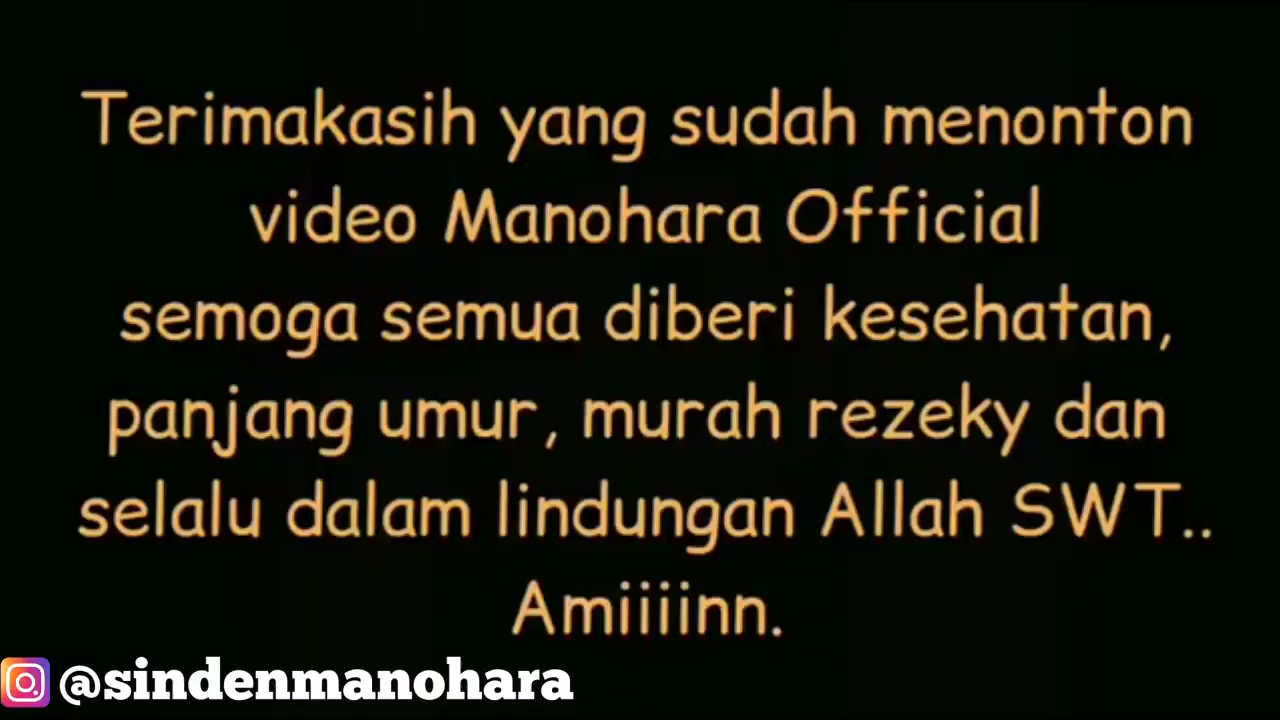 Terimakasih yang sudah menonton
video Manohara Official
semoga semua diberi kesehatan,
panjang umur, murah rezeky dan
selalu dalam lindungan Allah SWT..
Amiiiinn.
@sindenmanohara